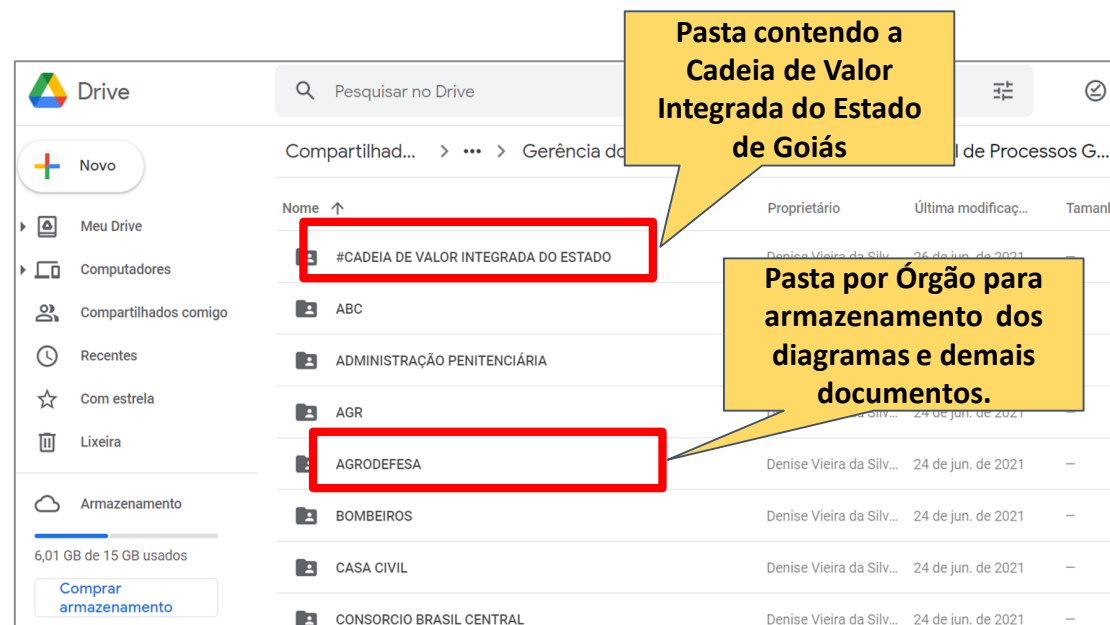 Pasta contendo a
Cadeia de Valor
Integrada do Estado
de Goiás
Drive
Pesquisar no Drive
Novo
Compartilhad... > ••• > Gerência do
l de Processos G...
Nome ↑
Proprietário
Última modificaç...
Meu Drive
Computadores
Compartilhados comigo
Recentes
Com estrela
Lixeira
Armazenamento
6,01 GB de 15 GB usados
Comprar
armazenamento
#CADEIA DE VALOR INTEGRADA DO ESTADO
Denise Vieira da Silv... 26 de jun. de 2021 –
Pasta por Órgão para
armazenamento dos
diagramas e demais
documentos.
ABC
ADMINISTRAÇÃO PENITENCIÁRIA
AGR
24 de jun. de 2021 –
AGRODEFESA
Denise Vieira da Silv... 24 de jun. de 2021 –
BOMBEIROS
Denise Vieira da Silv... 24 de jun. de 2021 –
CASA CIVIL
Denise Vieira da Silv... 24 de jun. de 2021 –
CONSORCIO BRASIL CENTRAL
Denise Vieira da Silv... 24 de jun. de 2021 –